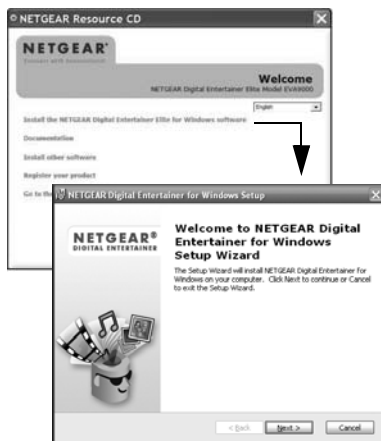 NETGEAR Resource CD
NETGEAR®
Welcome
NETGEAR Digital Entertainer Elite Model EVA9000
English
Install the NETGEAR Digital Entertainer Elite for Windows software
Documentation
Install other software
Register your product
Go to the
NETGEAR Digital Entertainer for Windows Setup
NETGEAR®
DIGITAL ENTERTAINER
Welcome to NETGEAR Digital
Entertainer for Windows
Setup Wizard
The Setup Wizard will install NETGEAR Digital Entertainer for
Windows on your computer. Click Next to continue or Cancel
to exit the Setup Wizard.
< Back
Next >
Cancel